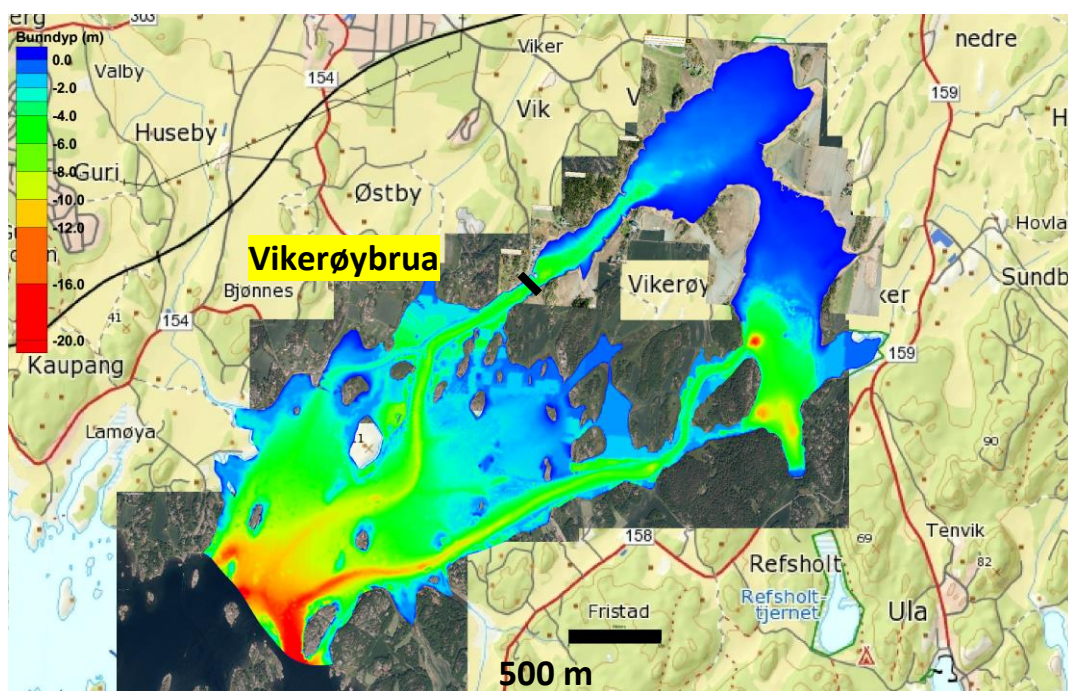 303
Bunndyp (m)
0.0
-2.0
-4.0
-6.0
-8.0
-10.0
-12.0
-16.0
-20.0
Valby
Viker
154
nedre
159
Vik
Huseby
Guri
Østby
Hovla
Sundb
Vikerøybrua
Vikerøy
ker
Bjønnes
41
154
159
Kaupang
Lamøya
11
90
158
69
Tenvik
82
Refsholt
Refsholt-
tjernet
Fristad
Ula
500 m